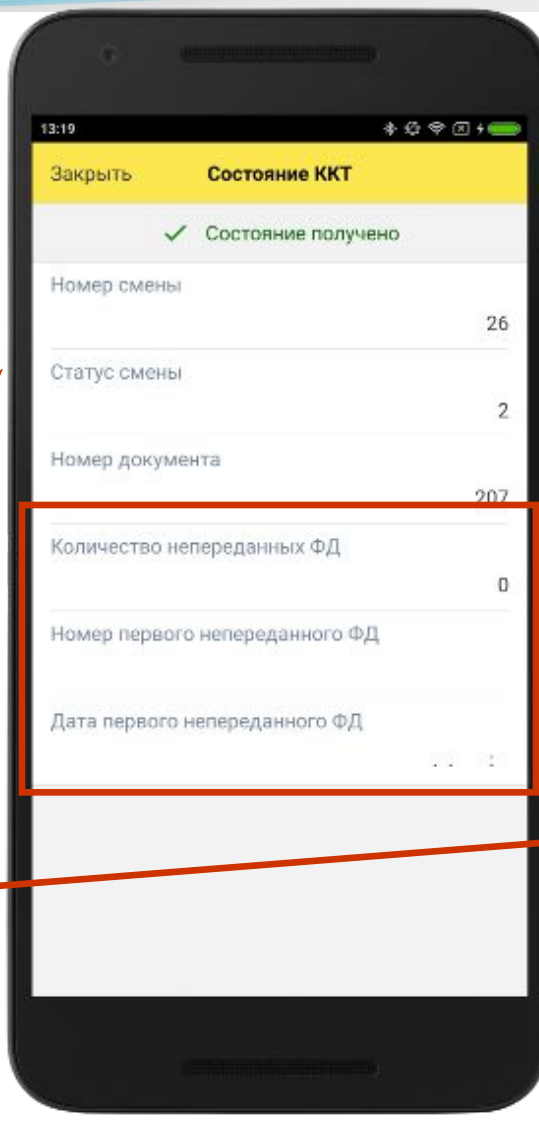 13:19
Закрыть Состояние ККТ
Состояние получено
Номер смены
26
Статус смены
2
Номер документа
207
Количество непереданных ФД
0
Номер первого непереданного ФД
Дата первого непереданного ФД
. . :